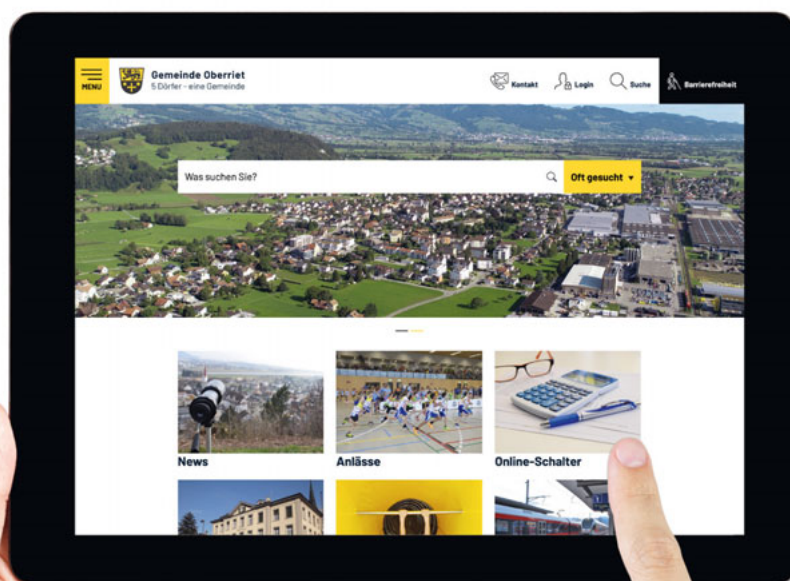 MENU
Gemeinde Oberriet
5 Dörfer - eine Gemeinde
Kontakt
Login
Suche
Barrierefreiheit
Was suchen Sie?
Oft gesucht
News
Anlässe
Online-Schalter